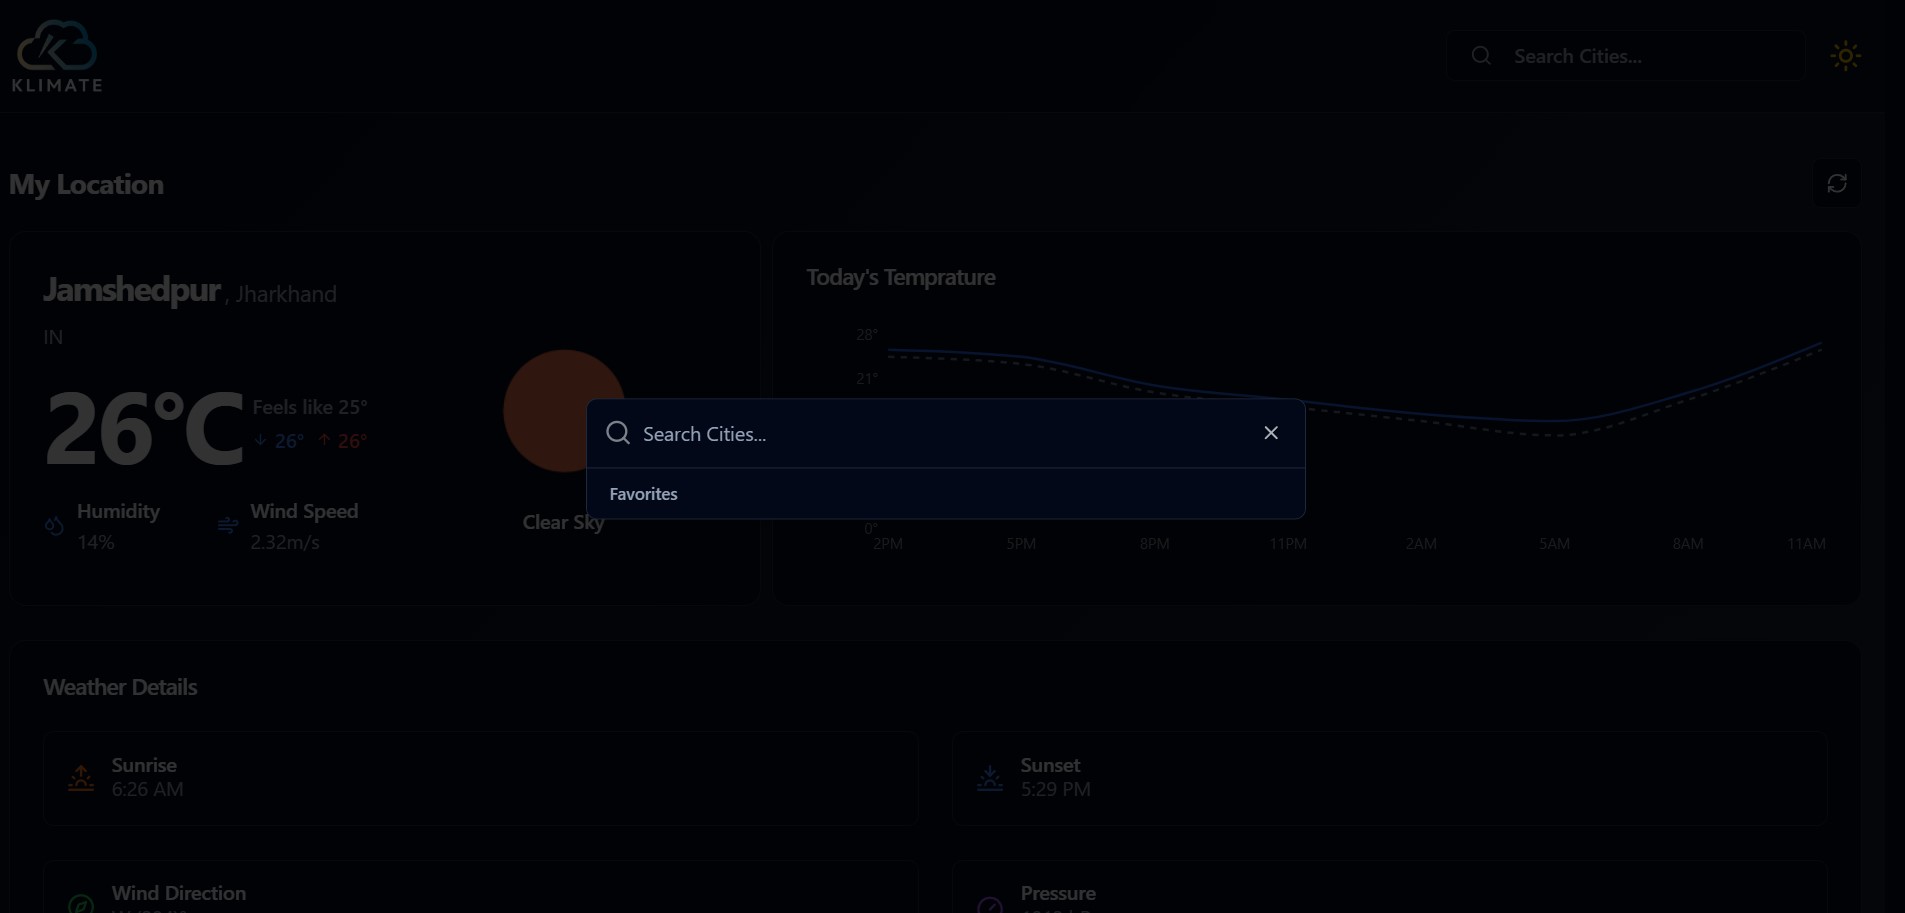 KLIMATE
Search Cities...
My Location
Jamshedpur , Jharkhand
IN
26°C
Feels like 25°
↓ 26° ↑ 26°
Humidity
14%
Wind Speed
2.32m/s
Clear Sky
Today's Temprature
28°
21°
0°
2PM 5PM 8PM 11PM 2AM 5AM 8AM 11AM
Search Cities...
Favorites
Weather Details
Sunrise
6:26 AM
Sunset
5:29 PM
Wind Direction
Pressure